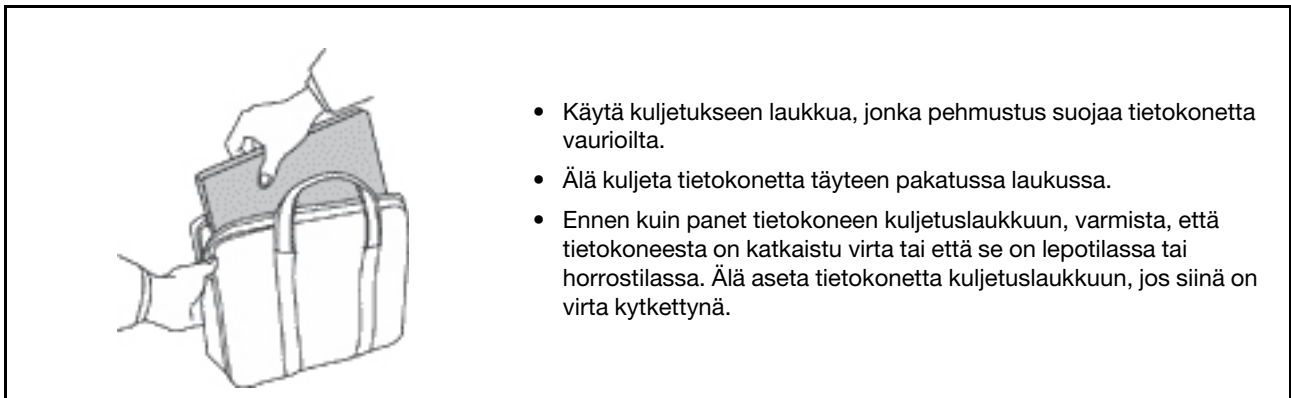 • Käytä kuljetukseen laukkua, jonka pehmustus suojaa tietokonetta
vaurioilta.
• Älä kuljeta tietokonetta täyteen pakatussa laukussa.
• Ennen kuin panet tietokoneen kuljetuslaukkuun, varmista, että
tietokoneesta on katkaistu virta tai että se on lepotilassa tai
horrostilassa. Älä aseta tietokonetta kuljetuslaukkuun, jos siinä on
virta kytkettynä.